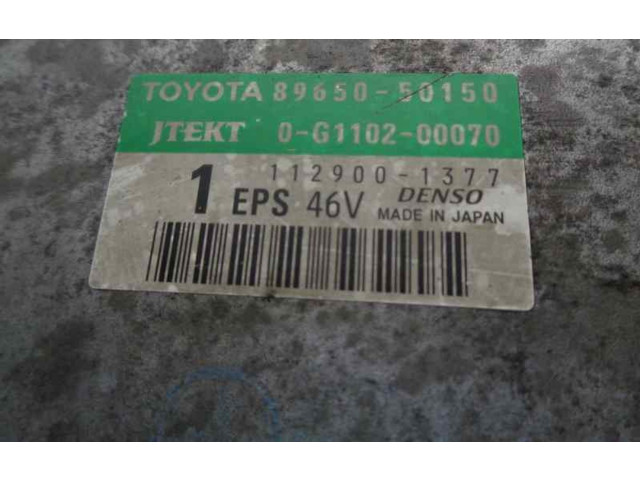 TOYOTA 89650-50150
JTEKT 0-G1102-00070
112900-1377
1 EPS 46V DENSO
MADE IN JAPAN